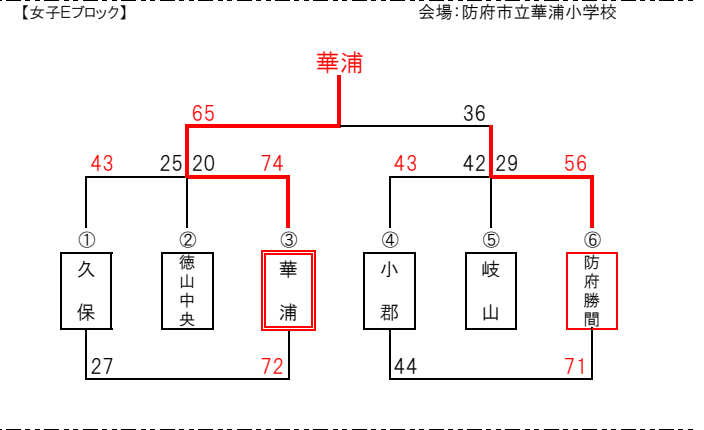 【女子Eブロック】 会場：防府市立華浦小学校
華浦
65 36
43 25 20 74 43 42 29 56
① ② ③ ④ ⑤ ⑥
久保 徳山中央 華浦 小郡 岐山 防府勝間
27 72 44 71